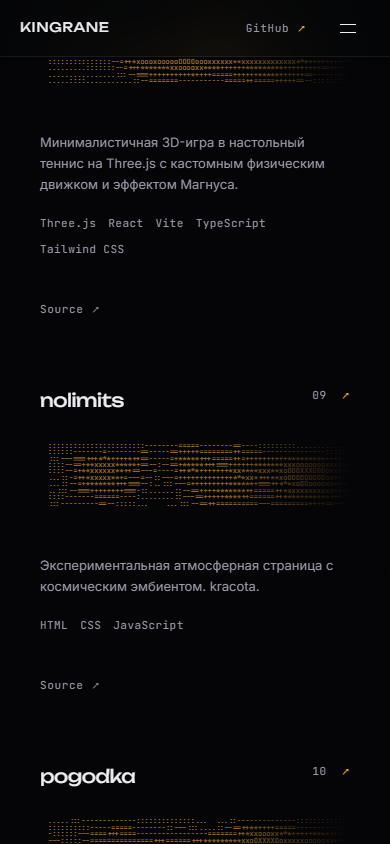 KINGRANE
GitHub ↗
Минималистичная 3D-игра в настольный
теннис на Three.js с кастомным физическим
движком и эффектом Магнуса.
Three.js React Vite TypeScript
Tailwind CSS
Source ↗
nolimits 09 ↗
Экспериментальная атмосферная страница с
космическим эмбиентом. kracota.
HTML CSS JavaScript
Source ↗
pogodka 10 ↗